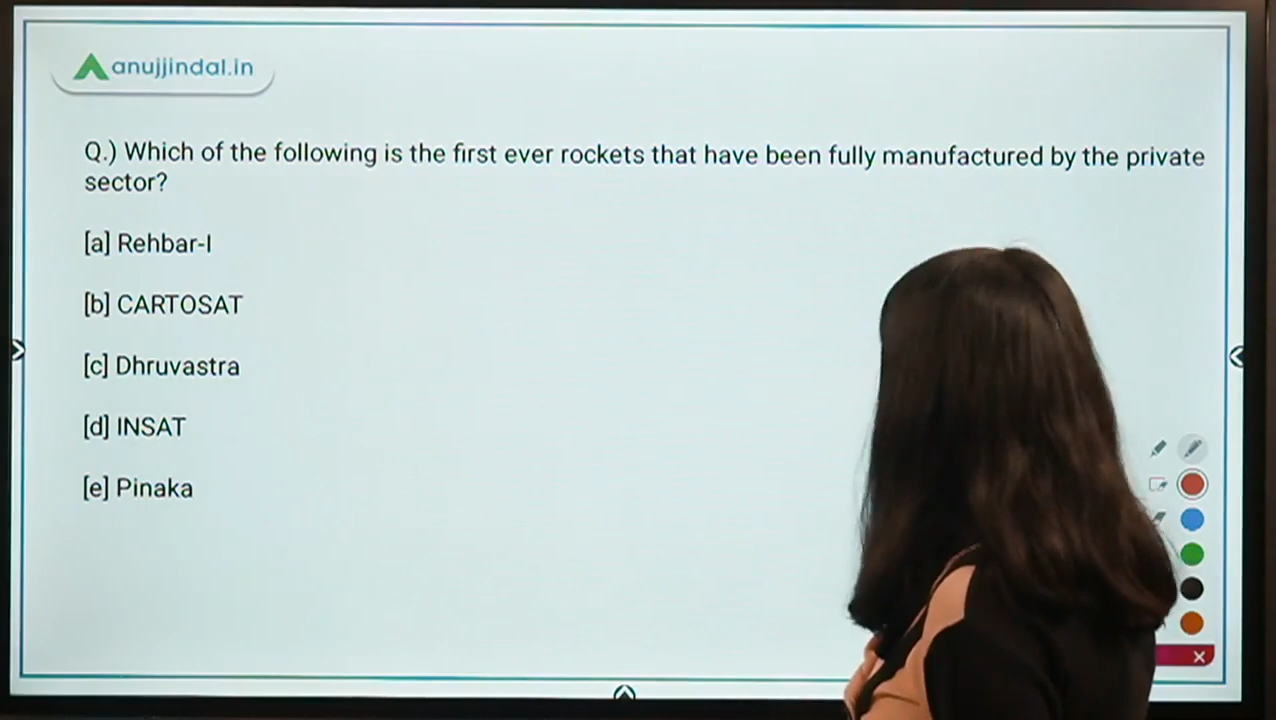 anujjindal.in
Q.) Which of the following is the first ever rockets that have been fully manufactured by the private
sector?
[a] Rehbar-I
[b] CARTOSAT
[c] Dhruvastra
[d] INSAT
[e] Pinaka